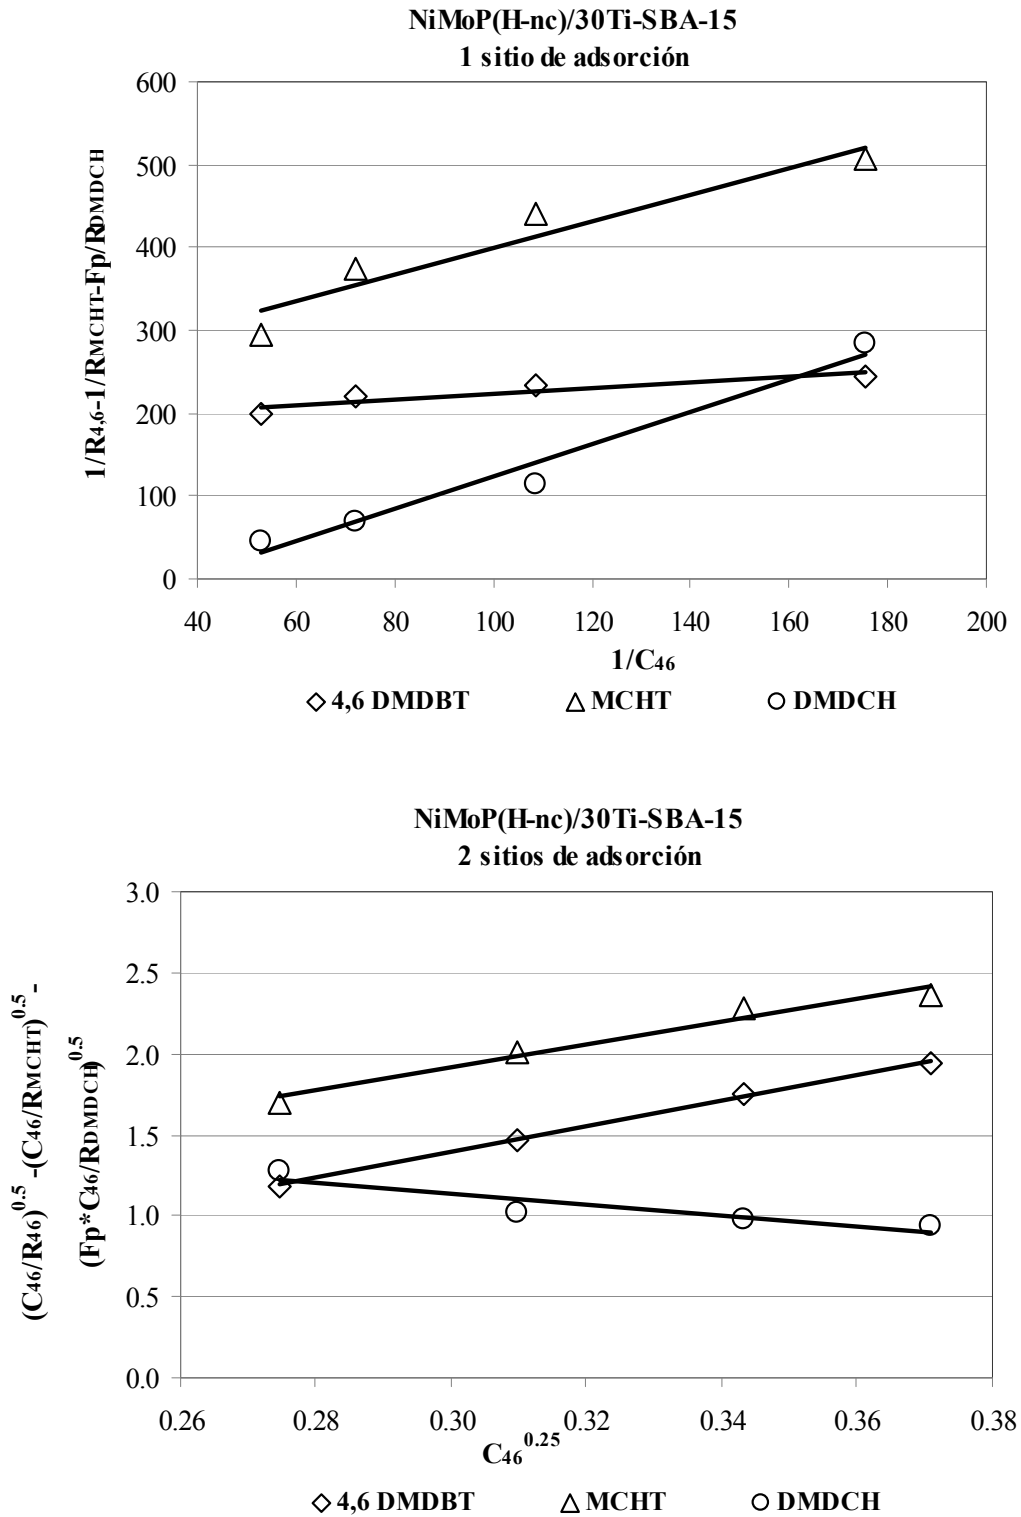 NiMoP(H-nc)/30Ti-SBA-15
1 sitio de adsorción
1/R4,6-1/RMCHT-Fp/RDMDCH
600
500
400
300
200
100
0
40 60 80 100 120 140 160 180 200
1/C46
4,6 DMDBT MCHT DMDCH
NiMoP(H-nc)/30Ti-SBA-15
2 sitios de adsorción
(C46/R46)^0.5 -(C46/RMCHT)^0.5 -
(Fp*C46/RDMDCH)^0.5
3.0
2.5
2.0
1.5
1.0
0.5
0.0
0.26 0.28 0.30 0.32 0.34 0.36 0.38
C46^0.25
4,6 DMDBT MCHT DMDCH